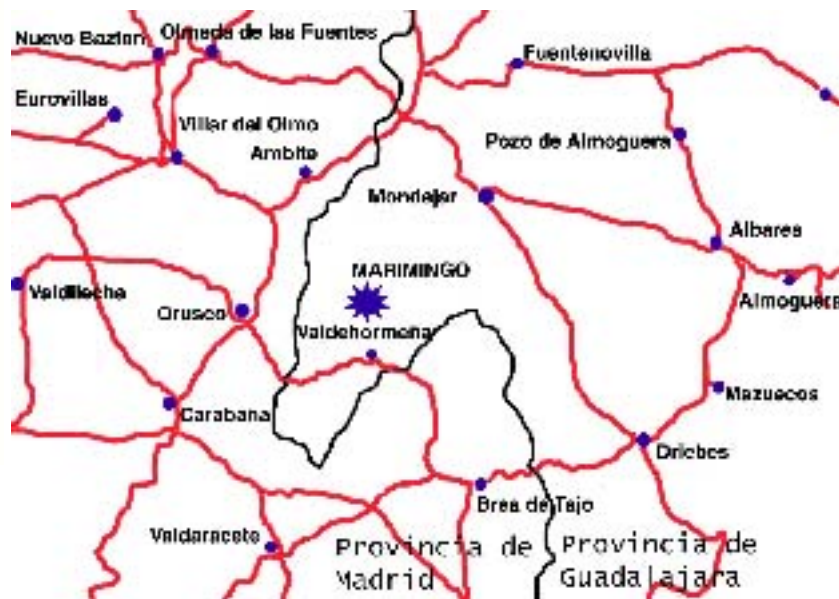 Nuevo Baztan
Olmeda de las Fuentes
Fuentenovilla
Eurovillas
Villar del Olmo
Ambite
Pozo de Almoguera
Mondejar
Albares
MARIMINGO
Valdilecha
Almoguera
Orusco
Valdehormeña
Mazuecos
Carabana
Driebes
Brea de Tajo
Valdaracete
Provincia de
Madrid
Provincia de
Guadalajara